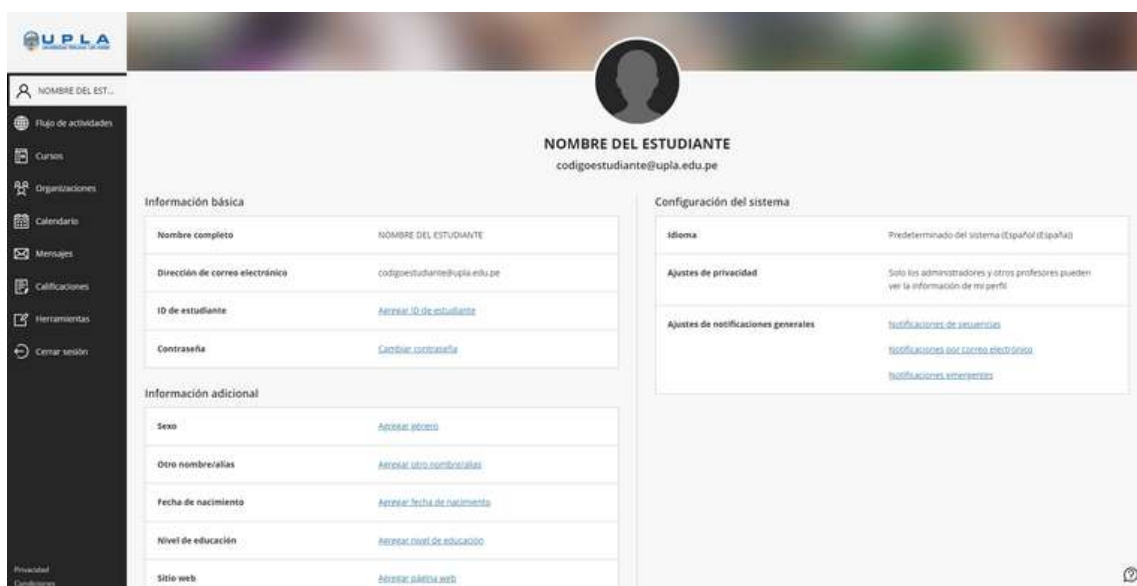 UPLA
NOMBRE DEL EST...
Flujo de actividades
Cursos
Organizaciones
Calendario
Mensajes
Calificaciones
Herramientas
Cerrar sesión
Privacidad
Condiciones
NOMBRE DEL ESTUDIANTE
codigoestudiante@upla.edu.pe
Información básica
Nombre completo NOMBRE DEL ESTUDIANTE
Dirección de correo electrónico codigoestudiante@upla.edu.pe
ID de estudiante Agregar ID de estudiante
Contraseña Cambiar contraseña
Información adicional
Sexo Agregar género
Otro nombre/alias Agregar otro nombre/alias
Fecha de nacimiento Agregar fecha de nacimiento
Nivel de educación Agregar nivel de educación
Sitio web Agregar página web
Configuración del sistema
Idioma Predeterminado del sistema (Español (España))
Ajustes de privacidad Solo los administradores y otros profesores pueden
ver la información de mi perfil
Ajustes de notificaciones generales Notificaciones de secuencias
Notificaciones por correo electrónico
Notificaciones emergentes